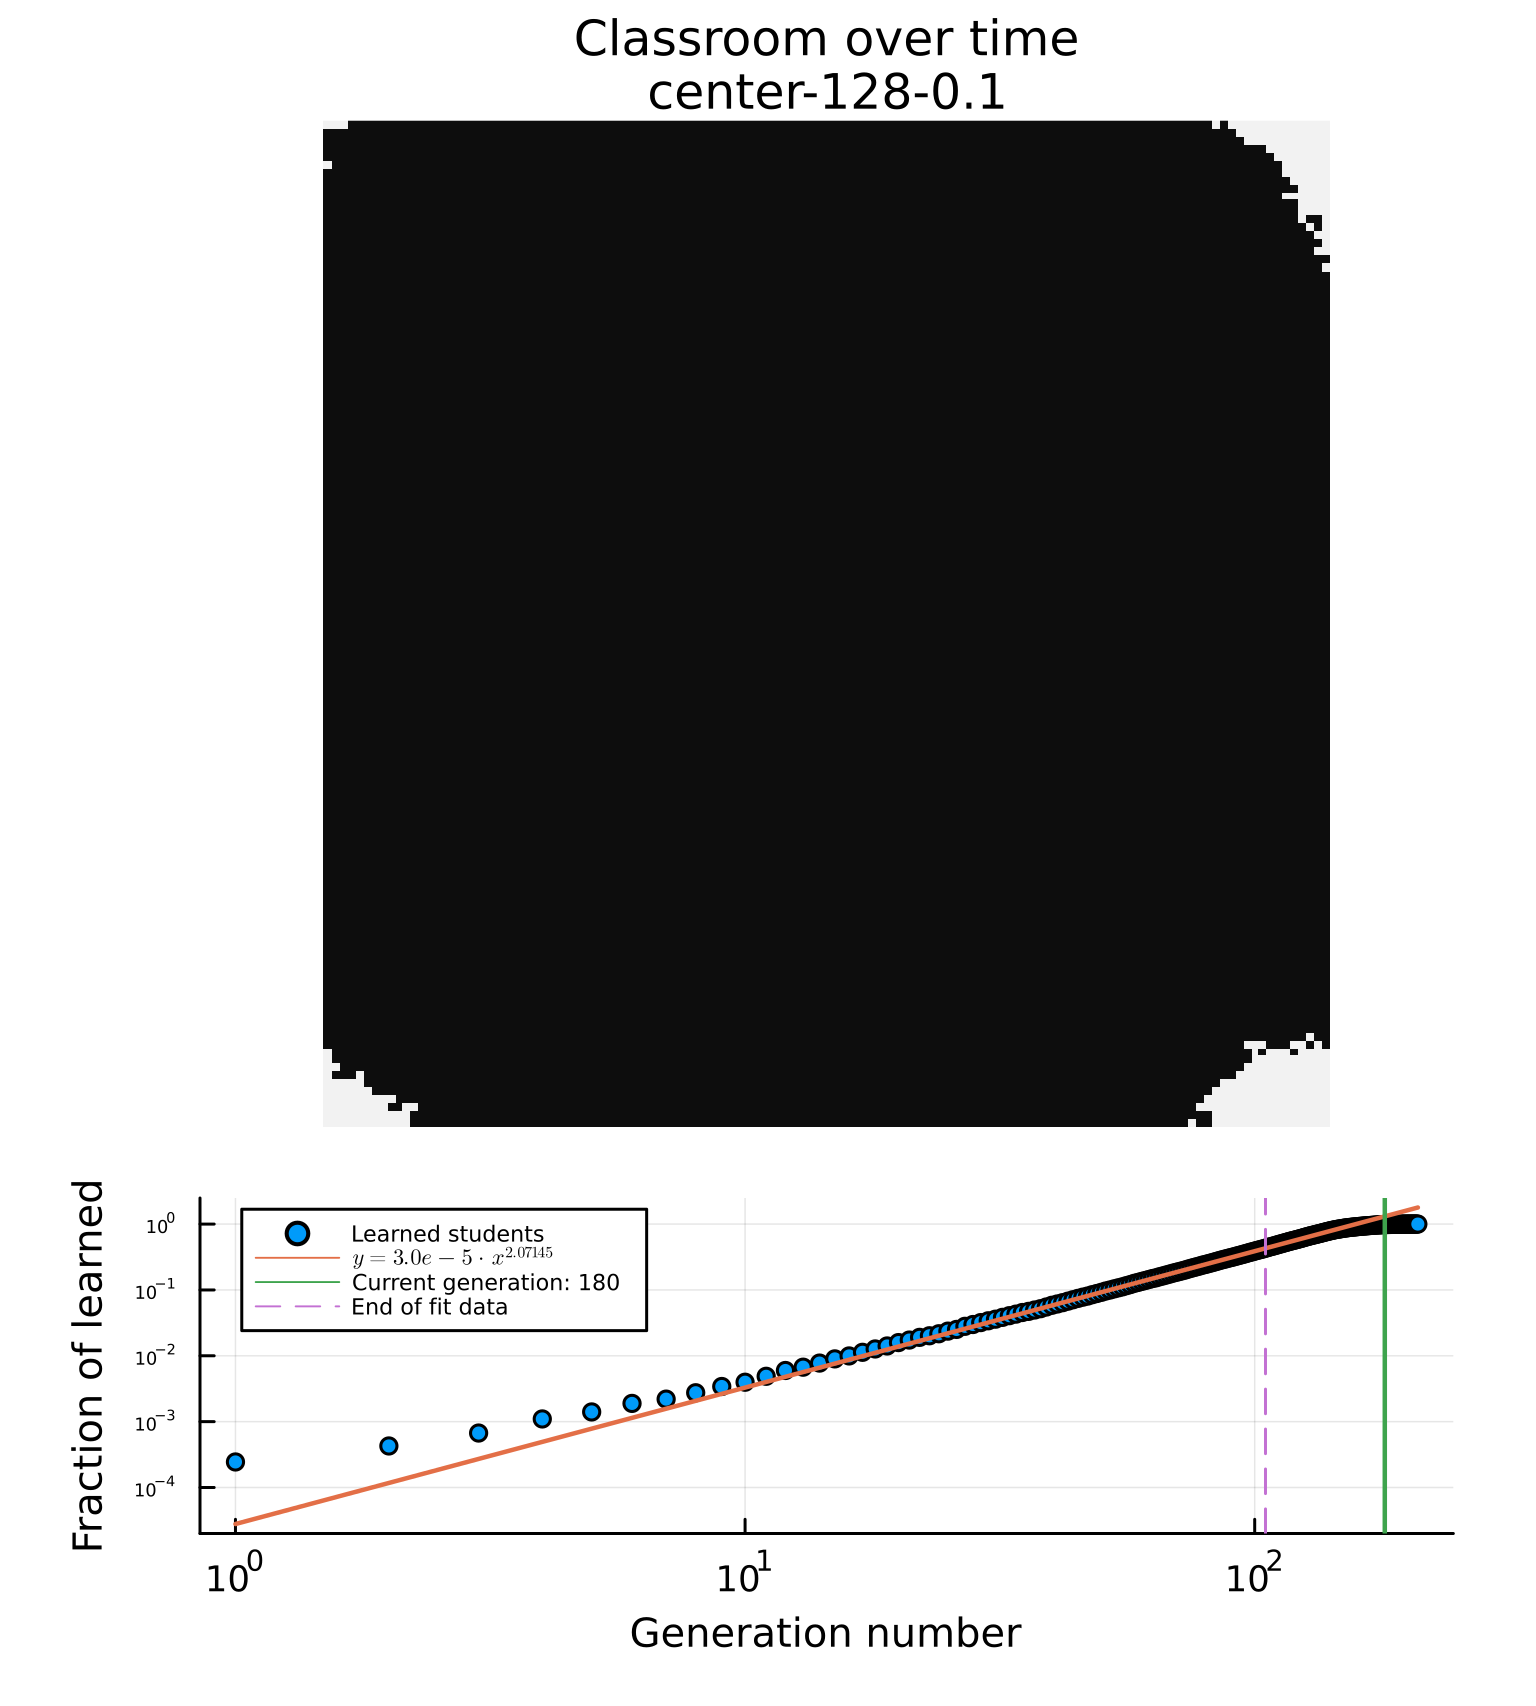 Classroom over time
center-128-0.1
Fraction of learned
10^0
10^−1
10^−2
10^−3
10^−4
Learned students
y = 3.0e − 5 · x^2.07145
Current generation: 180
End of fit data
10^0 10^1 10^2
Generation number